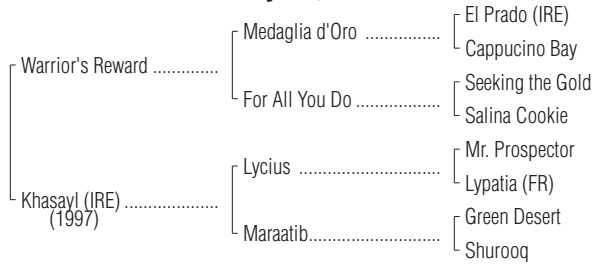 El Prado (IRE)
Medaglia d'Oro ................
Cappucino Bay
Warrior's Reward ..............
Seeking the Gold
For All You Do ..................
Salina Cookie
Mr. Prospector
Lycius ..............................
Lypatia (FR)
Khasayl (IRE) ....................
(1997)
Green Desert
Maraatib............................
Shurooq